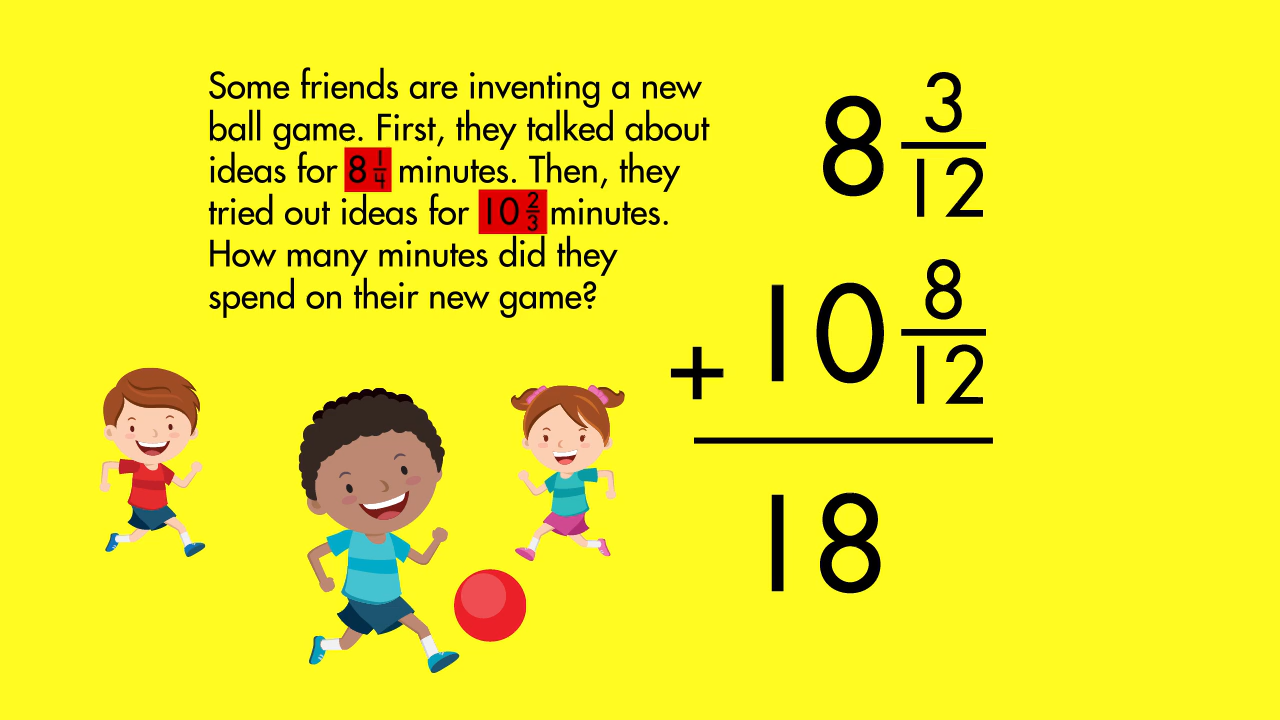 Some friends are inventing a new
ball game. First, they talked about
ideas for 8 1/4 minutes. Then, they
tried out ideas for 10 2/3 minutes.
How many minutes did they
spend on their new game?
8 3/12
+ 10 8/12
18